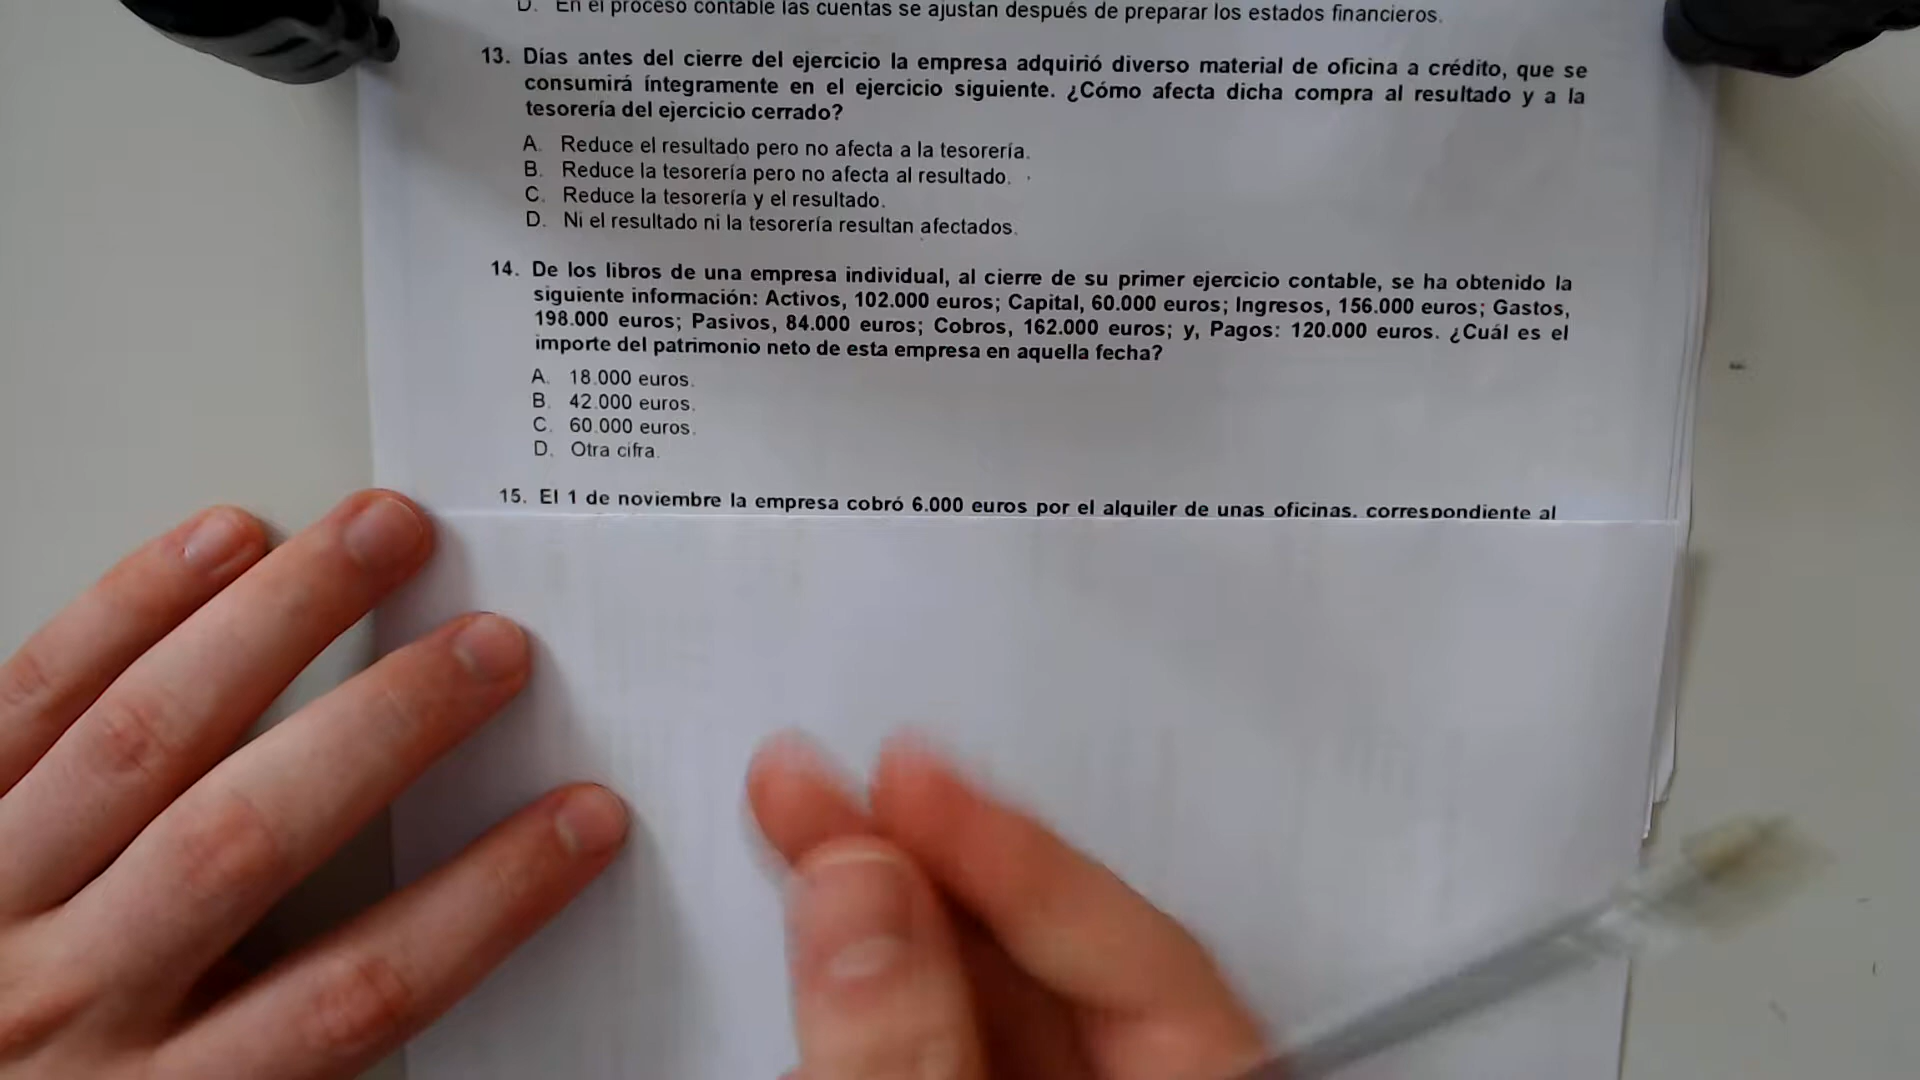 D. En el proceso contable las cuentas se ajustan después de preparar los estados financieros.
13. Días antes del cierre del ejercicio la empresa adquirió diverso material de oficina a crédito, que se
consumirá íntegramente en el ejercicio siguiente. ¿Cómo afecta dicha compra al resultado y a la
tesorería del ejercicio cerrado?
A. Reduce el resultado pero no afecta a la tesorería.
B. Reduce la tesorería pero no afecta al resultado.
C. Reduce la tesorería y el resultado.
D. Ni el resultado ni la tesorería resultan afectados.
14. De los libros de una empresa individual, al cierre de su primer ejercicio contable, se ha obtenido la
siguiente información: Activos, 102.000 euros; Capital, 60.000 euros; Ingresos, 156.000 euros; Gastos,
198.000 euros; Pasivos, 84.000 euros; Cobros, 162.000 euros; y, Pagos: 120.000 euros. ¿Cuál es el
importe del patrimonio neto de esta empresa en aquella fecha?
A. 18.000 euros.
B. 42.000 euros.
C. 60.000 euros.
D. Otra cifra.
15. El 1 de noviembre la empresa cobró 6.000 euros por el alquiler de unas oficinas, correspondiente al